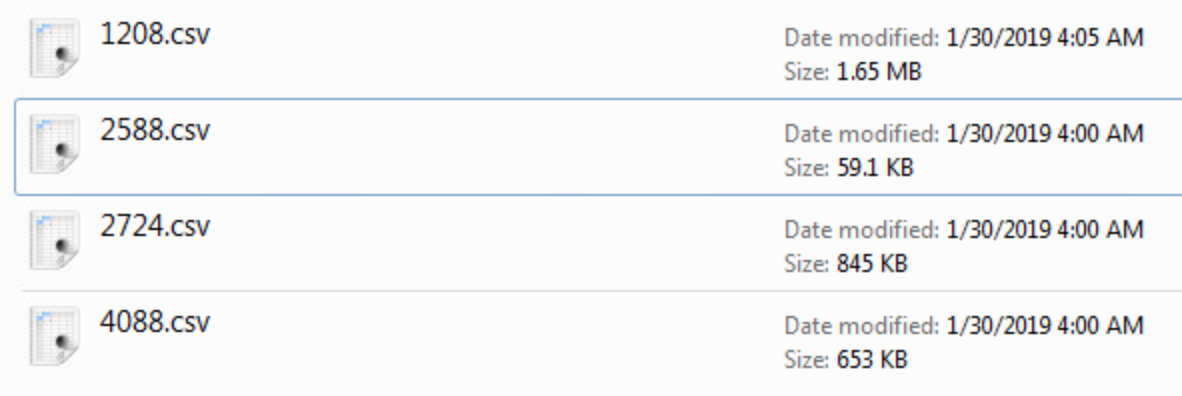 1208.csv
Date modified: 1/30/2019 4:05 AM
Size: 1.65 MB
2588.csv
Date modified: 1/30/2019 4:00 AM
Size: 59.1 KB
2724.csv
Date modified: 1/30/2019 4:00 AM
Size: 845 KB
4088.csv
Date modified: 1/30/2019 4:00 AM
Size: 653 KB